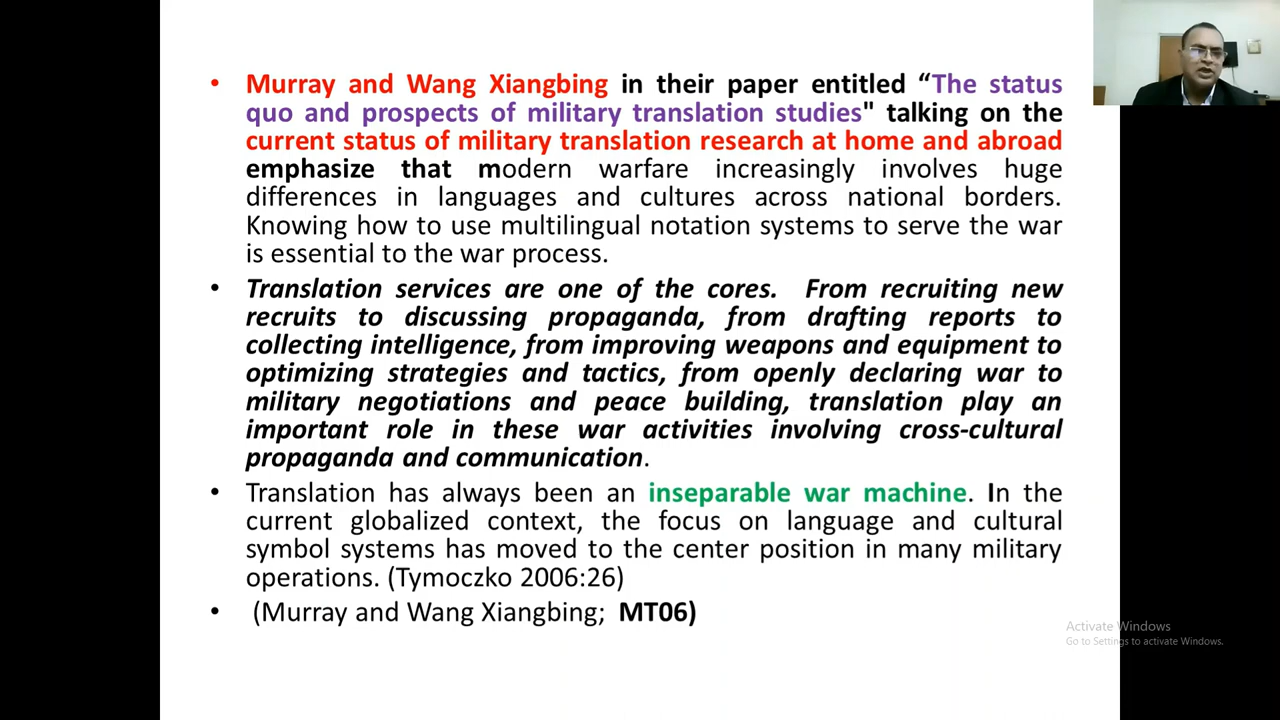 • Murray and Wang Xiangbing in their paper entitled “The status
quo and prospects of military translation studies" talking on the
current status of military translation research at home and abroad
emphasize that modern warfare increasingly involves huge
differences in languages and cultures across national borders.
Knowing how to use multilingual notation systems to serve the war
is essential to the war process.
• Translation services are one of the cores. From recruiting new
recruits to discussing propaganda, from drafting reports to
collecting intelligence, from improving weapons and equipment to
optimizing strategies and tactics, from openly declaring war to
military negotiations and peace building, translation play an
important role in these war activities involving cross-cultural
propaganda and communication.
• Translation has always been an inseparable war machine. In the
current globalized context, the focus on language and cultural
symbol systems has moved to the center position in many military
operations. (Tymoczko 2006:26)
• (Murray and Wang Xiangbing; MT06)
Activate Windows
Go to Settings to activate Windows.